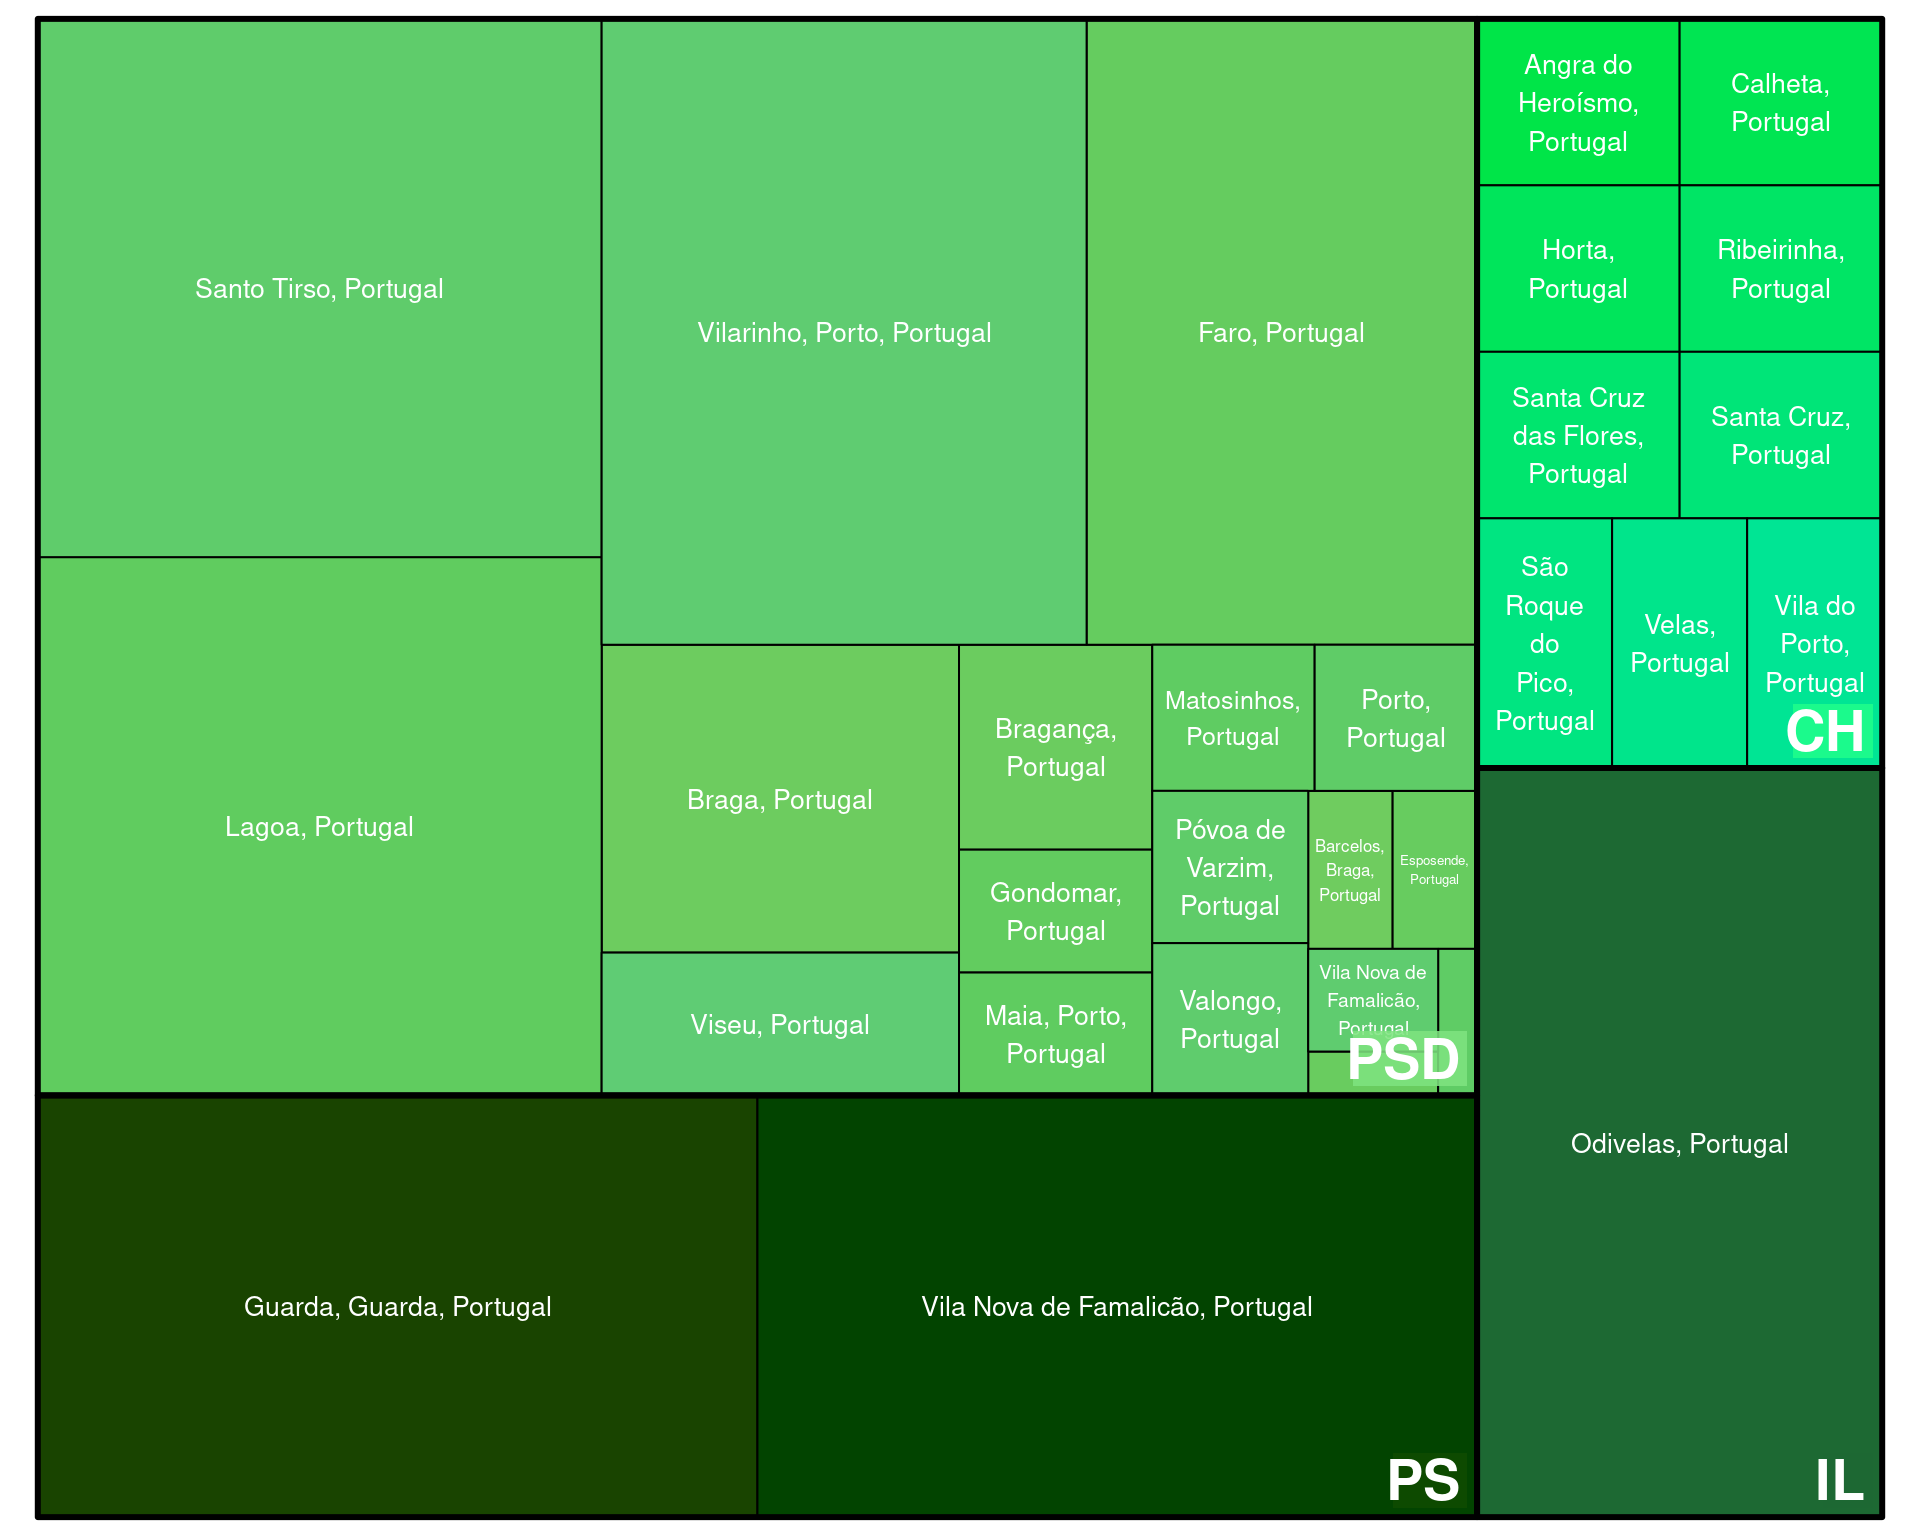 Santo Tirso, Portugal
Vilarinho, Porto, Portugal
Faro, Portugal
Lagoa, Portugal
Braga, Portugal
Viseu, Portugal
Bragança,
Portugal
Gondomar,
Portugal
Maia, Porto,
Portugal
Matosinhos,
Portugal
Porto,
Portugal
Póvoa de
Varzim,
Portugal
Valongo,
Portugal
Barcelos,
Braga,
Portugal
Esposende,
Portugal
Vila Nova de
Famalicão,
Portugal
PSD
Angra do
Heroísmo,
Portugal
Calheta,
Portugal
Horta,
Portugal
Ribeirinha,
Portugal
Santa Cruz
das Flores,
Portugal
Santa Cruz,
Portugal
São
Roque
do
Pico,
Portugal
Velas,
Portugal
Vila do
Porto,
Portugal
CH
Guarda, Guarda, Portugal
Vila Nova de Famalicão, Portugal
PS
Odivelas, Portugal
IL